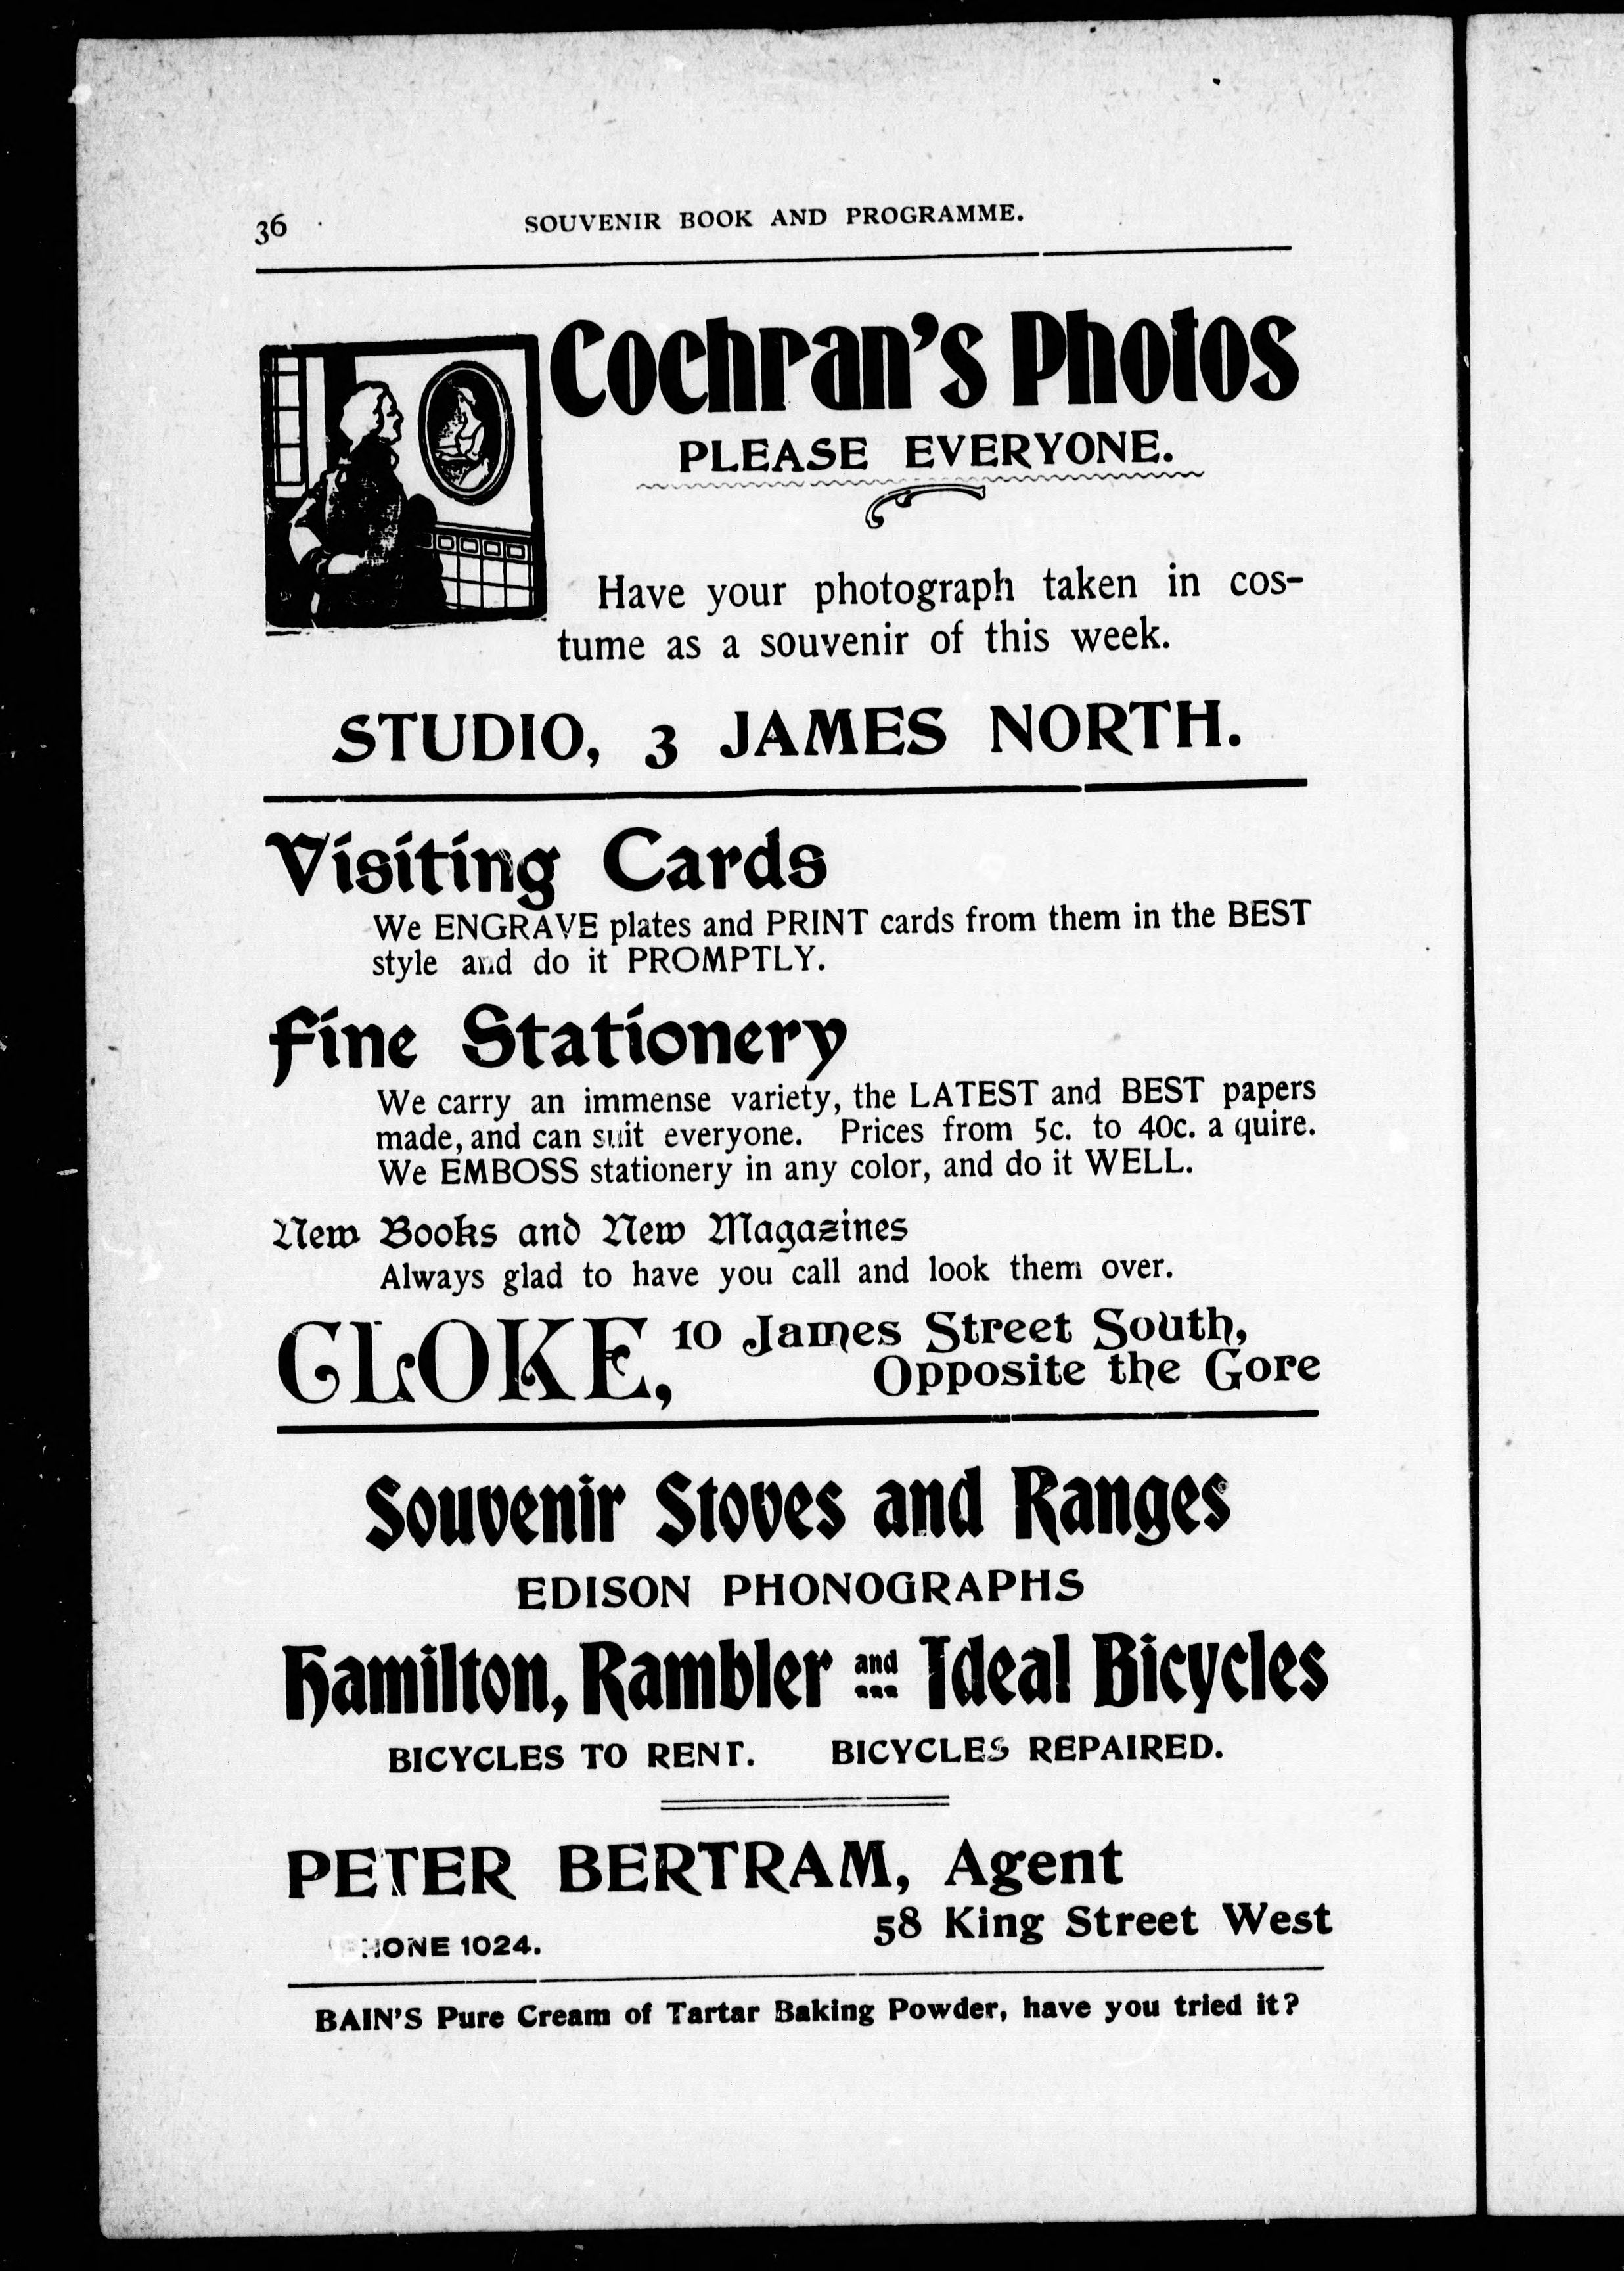 36
SOUVENIR BOOK AND PROGRAMME.
Cochran's Photos
PLEASE EVERYONE.
Have your photograph taken in cos-
tume as a souvenir of this week.
STUDIO, 3 JAMES NORTH.
Visiting Cards
We ENGRAVE plates and PRINT cards from them in the BEST
style and do it PROMPTLY.
Fine Stationery
We carry an immense variety, the LATEST and BEST papers
made, and can suit everyone. Prices from 5c. to 40c. a quire.
We EMBOSS stationery in any color, and do it WELL.
New Books and New Magazines
Always glad to have you call and look them over.
CLOKE, 10 James Street South,
Opposite the Gore
Souvenir Stoves and Ranges
EDISON PHONOGRAPHS
Hamilton, Rambler and Ideal Bicycles
BICYCLES TO RENT. BICYCLES REPAIRED.
PETER BERTRAM, Agent
58 King Street West
PHONE 1024.
BAIN'S Pure Cream of Tartar Baking Powder, have you tried it?